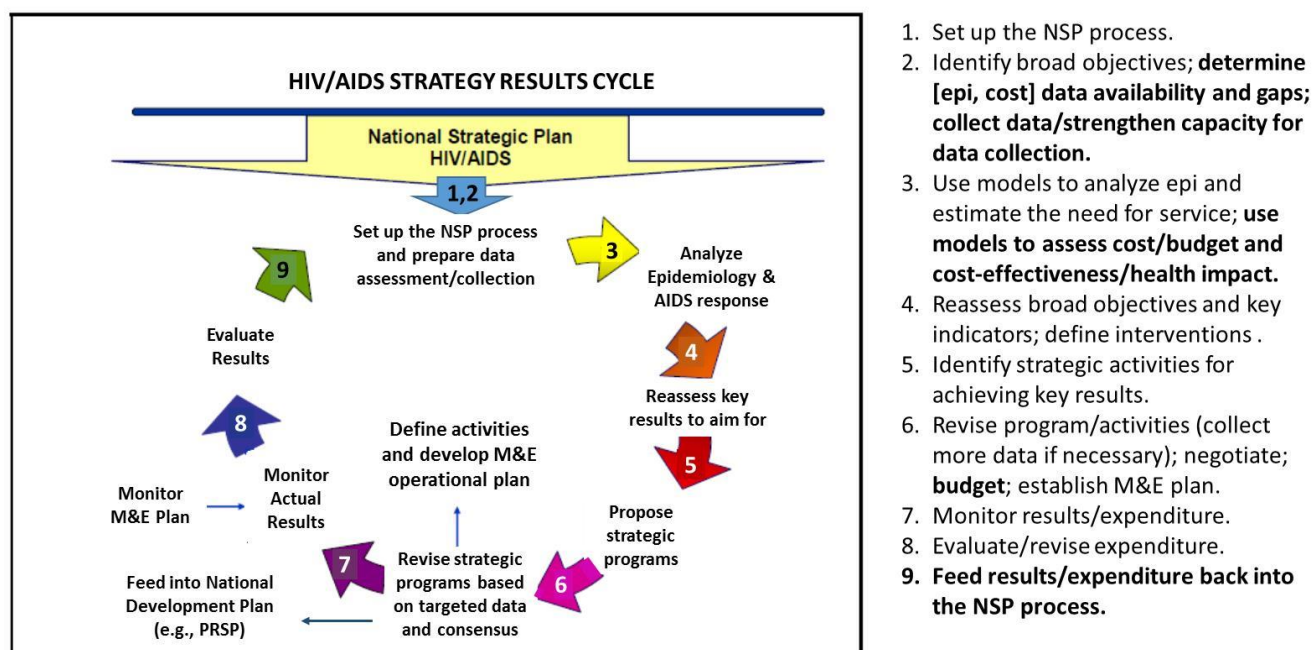 HIV/AIDS STRATEGY RESULTS CYCLE
National Strategic Plan
HIV/AIDS
1,2
Set up the NSP process
and prepare data
assessment/collection
3
Analyze
Epidemiology &
AIDS response
4
Reassess key
results to aim for
5
Propose
strategic
programs
6
Revise strategic
programs based
on targeted data
and consensus
Define activities
and develop M&E
operational plan
Feed into National
Development Plan
(e.g., PRSP)
7
Monitor
Actual
Results
Monitor
M&E Plan
8
Evaluate
Results
9
1. Set up the NSP process.
2. Identify broad objectives; determine
[epi, cost] data availability and gaps;
collect data/strengthen capacity for
data collection.
3. Use models to analyze epi and
estimate the need for service; use
models to assess cost/budget and
cost-effectiveness/health impact.
4. Reassess broad objectives and key
indicators; define interventions .
5. Identify strategic activities for
achieving key results.
6. Revise program/activities (collect
more data if necessary); negotiate;
budget; establish M&E plan.
7. Monitor results/expenditure.
8. Evaluate/revise expenditure.
9. Feed results/expenditure back into
the NSP process.